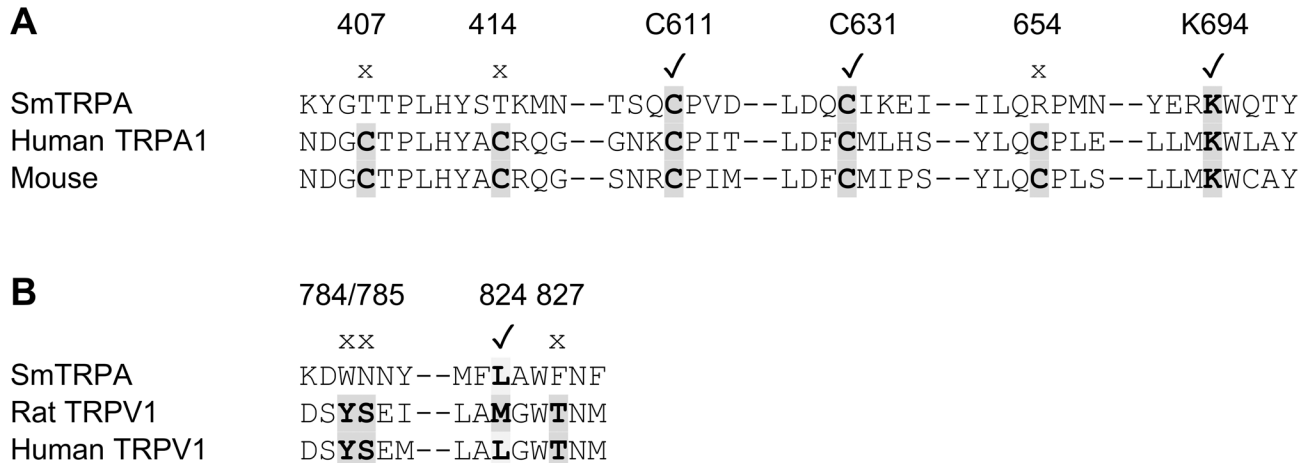 A 407 414 C611 C631 654 K694
x x ✓ ✓ x ✓
SmTRPA KYGTTPLHYSTKMN--TSQCPVD--LDQCIKEI--ILQRPMN--YERKWQTY
Human TRPA1 NDGCTPLHYACRQG--GNKCPIT--LDFCMLHS--YLQCPLE--LLMKWLAY
Mouse NDGCTPLHYACRQG--SNRCPIM--LDFCMIPS--YLQCPLS--LLMKWCAY
B 784/785 824 827
xx ✓ x
SmTRPA KDWNNY--MFLAWFNF
Rat TRPV1 DSYSEI--LAMGWTNM
Human TRPV1 DSYSEM--LALGWTNM